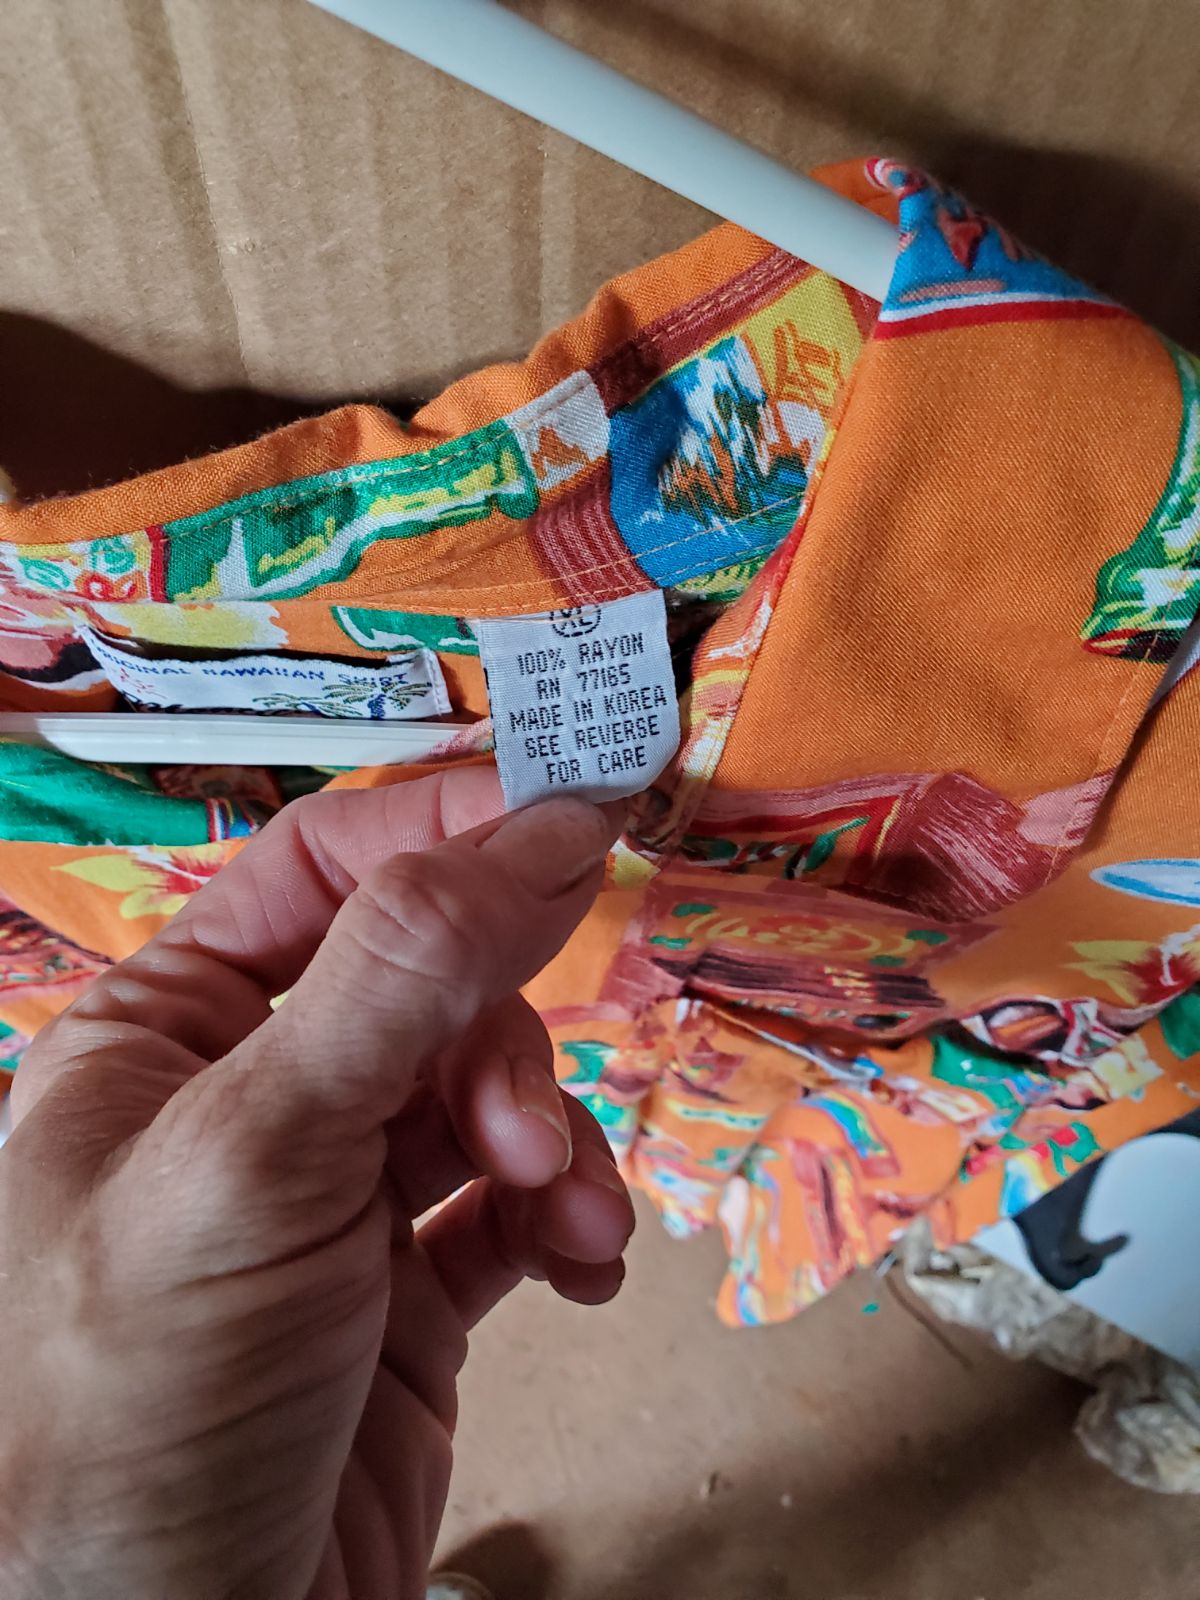 ORIGINAL HAWAIIAN SHIRT
XL
100% RAYON
RN 77165
MADE IN KOREA
SEE REVERSE
FOR CARE